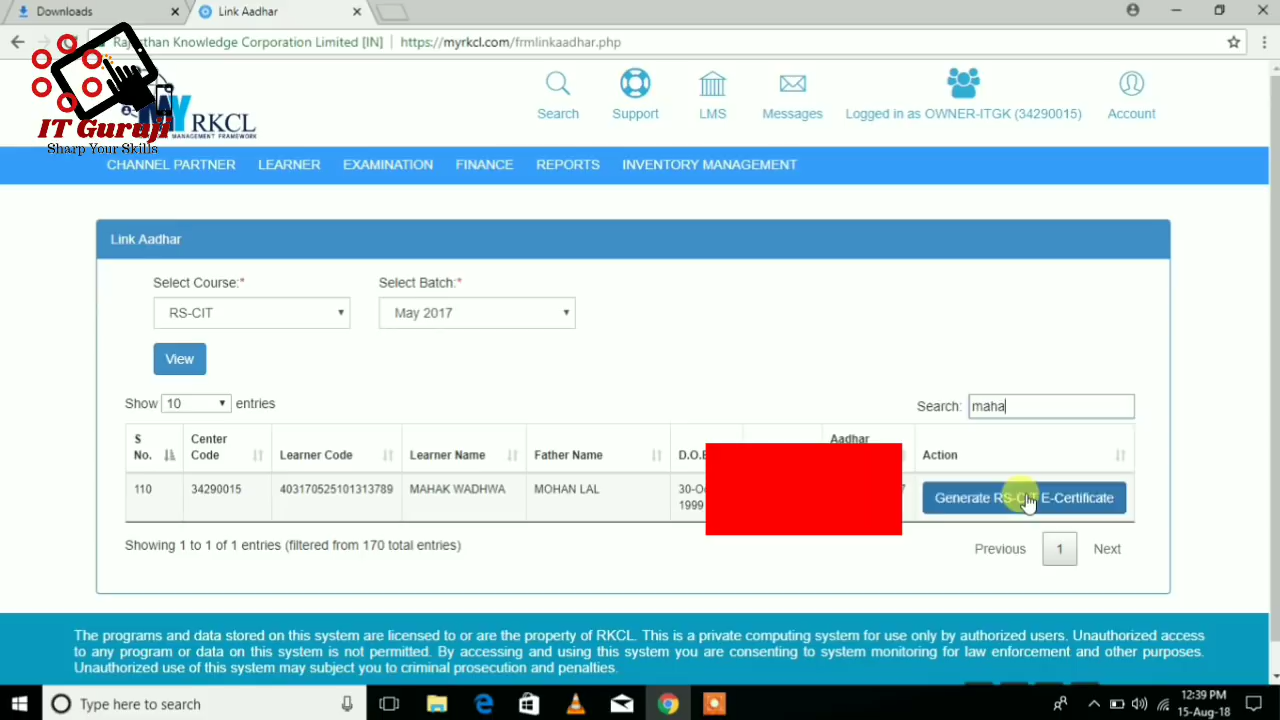 Downloads
Link Aadhar
Rajasthan Knowledge Corporation Limited [IN] https://myrkcl.com/frmlinkaadhar.php
IT Guruji
Sharp Your Skills
MY RKCL
MANAGEMENT FRAMEWORK
Search Support LMS Messages Logged in as OWNER-ITGK (34290015) Account
CHANNEL PARTNER LEARNER EXAMINATION FINANCE REPORTS INVENTORY MANAGEMENT
Link Aadhar
Select Course:* Select Batch:*
RS-CIT May 2017
View
Show 10 entries Search: maha
S No. Center Code Learner Code Learner Name Father Name Aadhar Action
110 34290015 403170525101313789 MAHAK WADHWA MOHAN LAL 1999 7 Generate RS-CIT E-Certificate
Showing 1 to 1 of 1 entries (filtered from 170 total entries) Previous 1 Next
The programs and data stored on this system are licensed to or are the property of RKCL. This is a private computing system for use only by authorized users. Unauthorized access
to any program or data on this system is not permitted. By accessing and using this system you are consenting to system monitoring for law enforcement and other purposes.
Unauthorized use of this system may subject you to criminal prosecution and penalties.
Type here to search
12:39 PM
15-Aug-18